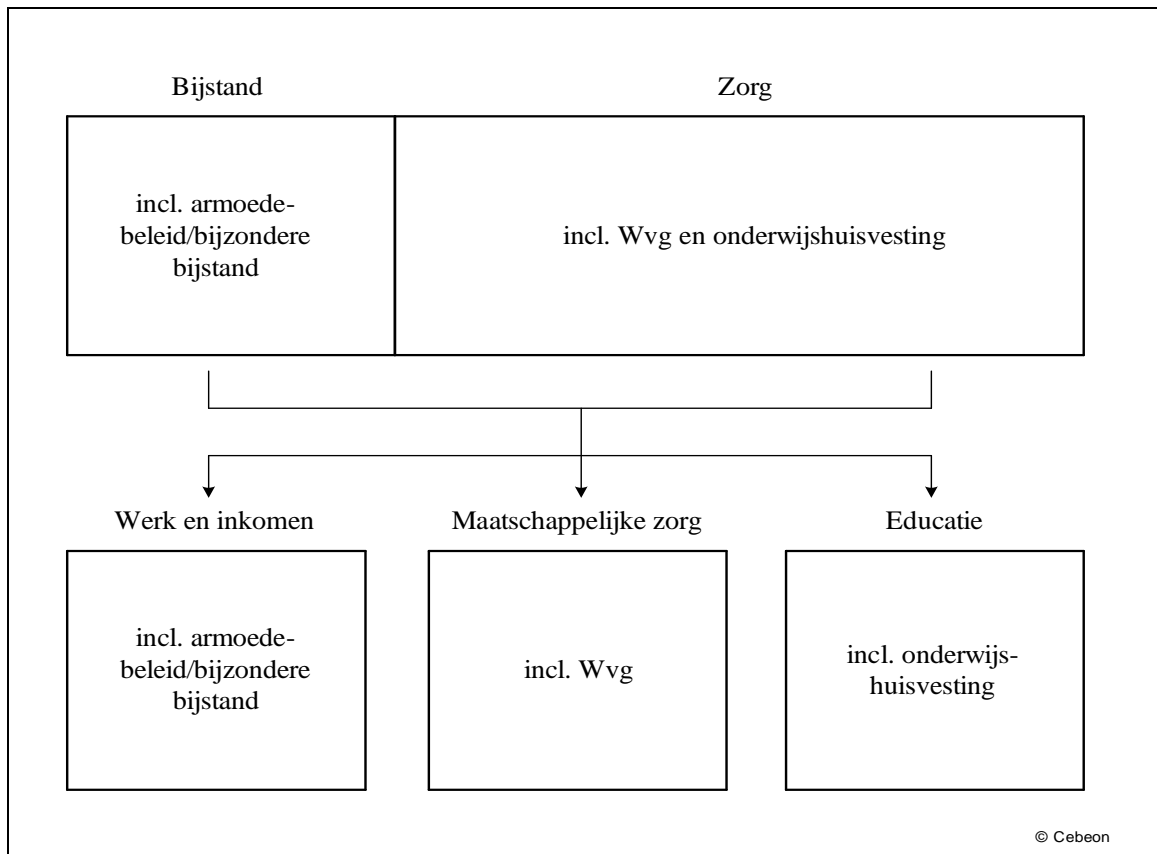 Bijstand
Zorg
incl. armoede-
beleid/bijzondere
bijstand
incl. Wvg en onderwijshuisvesting
Werk en inkomen
Maatschappelijke zorg
Educatie
incl. armoede-
beleid/bijzondere
bijstand
incl. Wvg
incl. onderwijs-
huisvesting
© Cebeon